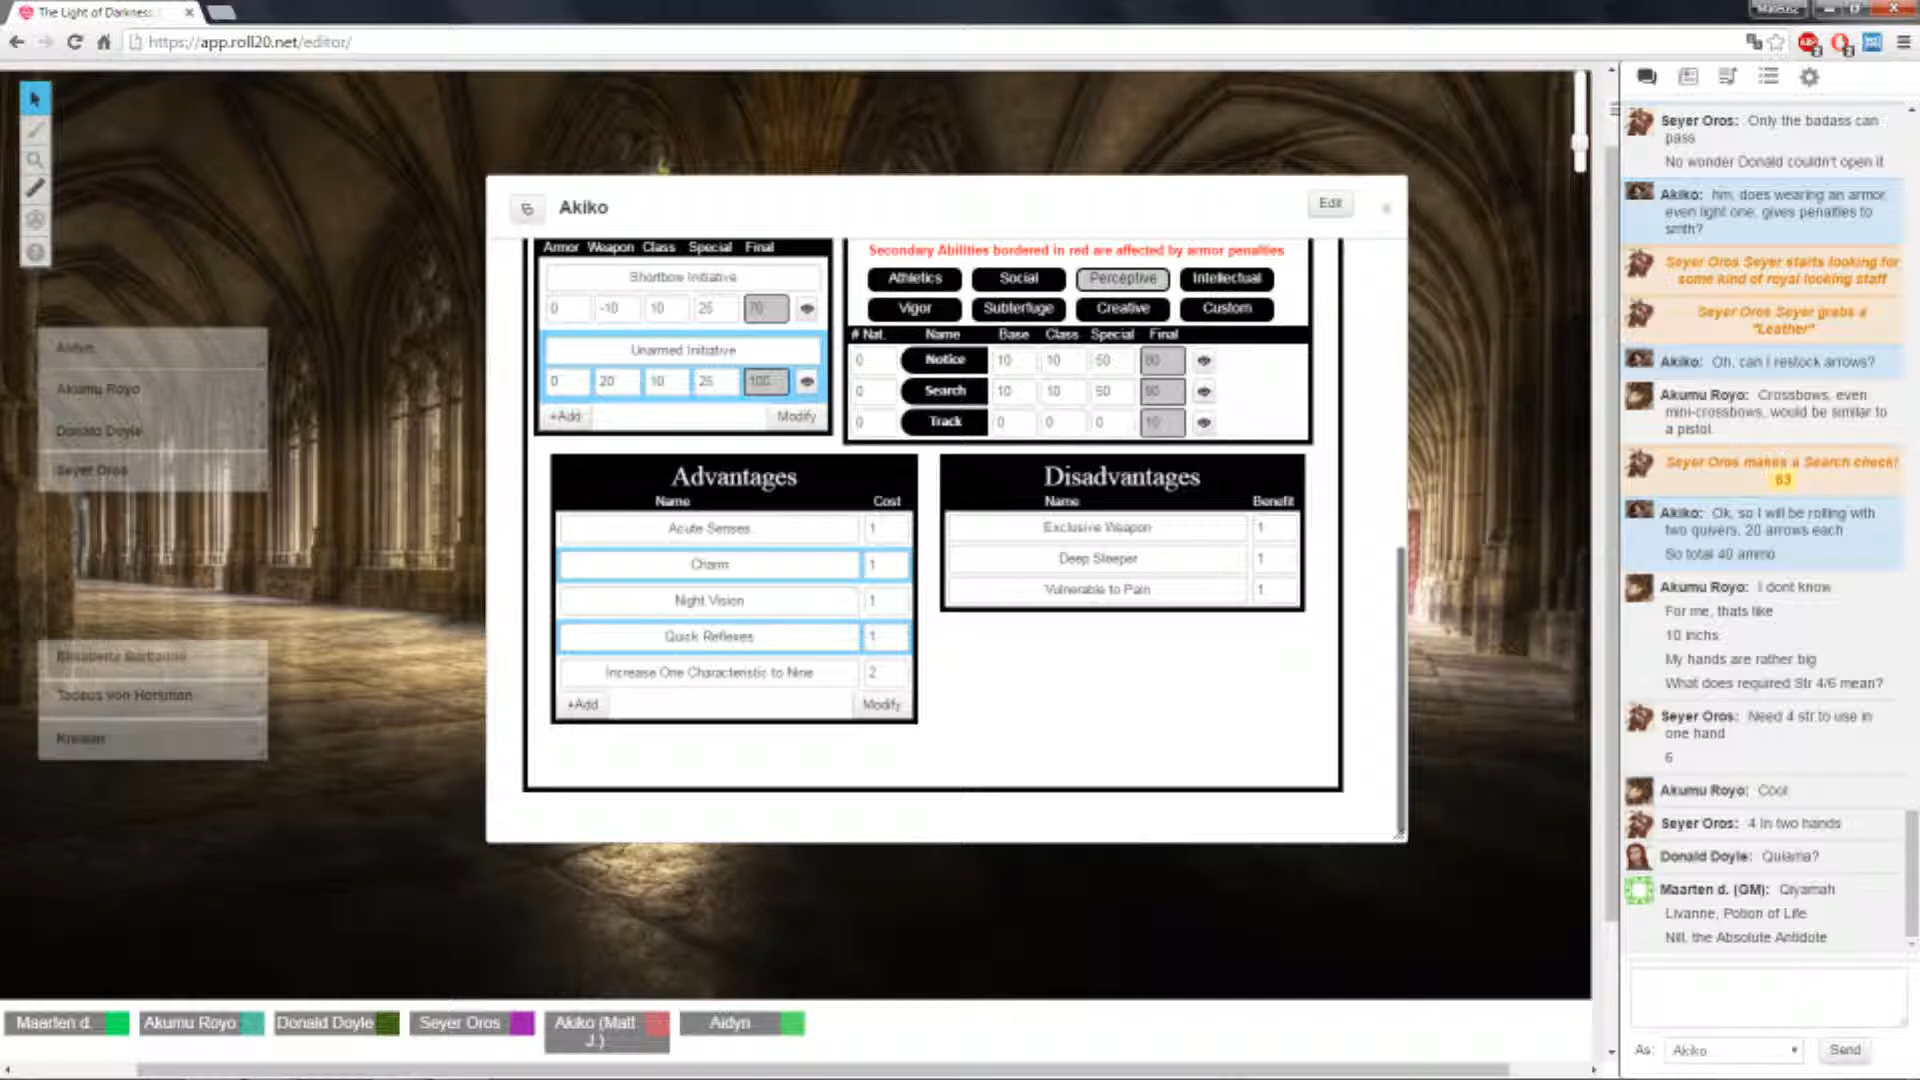 The Light of Darkness
Mateusz
https://app.roll20.net/editor/
Aidyn
Akumu Royo
Donald Doyle
Seyer Oros
Akiko
Edit
Armor Weapon Class Special Final
Shortbow Initiative
0 -10 10 25 70
Unarmed Initiative
0 20 10 25 100
+Add Modify
Secondary Abilities bordered in red are affected by armor penalties
Athletics Social Perceptive Intellectual
Vigor Subterfuge Creative Custom
# Nat. Name Base Class Special Final
0 Notice 10 10 50
0 Search 10 10 50
0 Track 0 0 0 10
Advantages
Name Cost
Acute Senses 1
Charm 1
Night Vision 1
Quick Reflexes 1
Increase One Characteristic to Nine 2
+Add Modify
Disadvantages
Name Benefit
Exclusive Weapon 1
Deep Sleeper 1
Vulnerable to Pain 1
Seyer Oros: Only the badass can
pass
No wonder Donald couldn't open it
Akiko: hm, does wearing an armor,
even light one, gives penalties to
smth?
Seyer Oros Seyer starts looking for
some kind of royal looking staff
Seyer Oros Seyer grabs a
"Leather"
Akiko: Oh, can I restock arrows?
Akumu Royo: Crossbows, even
mini-crossbows, would be similar to
a pistol.
Seyer Oros makes a Search check!
83
Akiko: Ok, so I will be rolling with
two quivers, 20 arrows each
So total 40 ammo
Akumu Royo: I dont know
For me, thats like
10 inchs
My hands are rather big
What does required Str 4/6 mean?
Seyer Oros: Need 4 str to use in
one hand
6
Akumu Royo: Cool
Seyer Oros: 4 in two hands
Donald Doyle: Quiama?
Maarten d. (GM): Qiyamah
Livanne, Potion of Life
Nill, the Absolute Antidote
As: Akiko Send
Maarten d. Akumu Royo Donald Doyle Seyer Oros Akiko (Matt J.) Aidyn